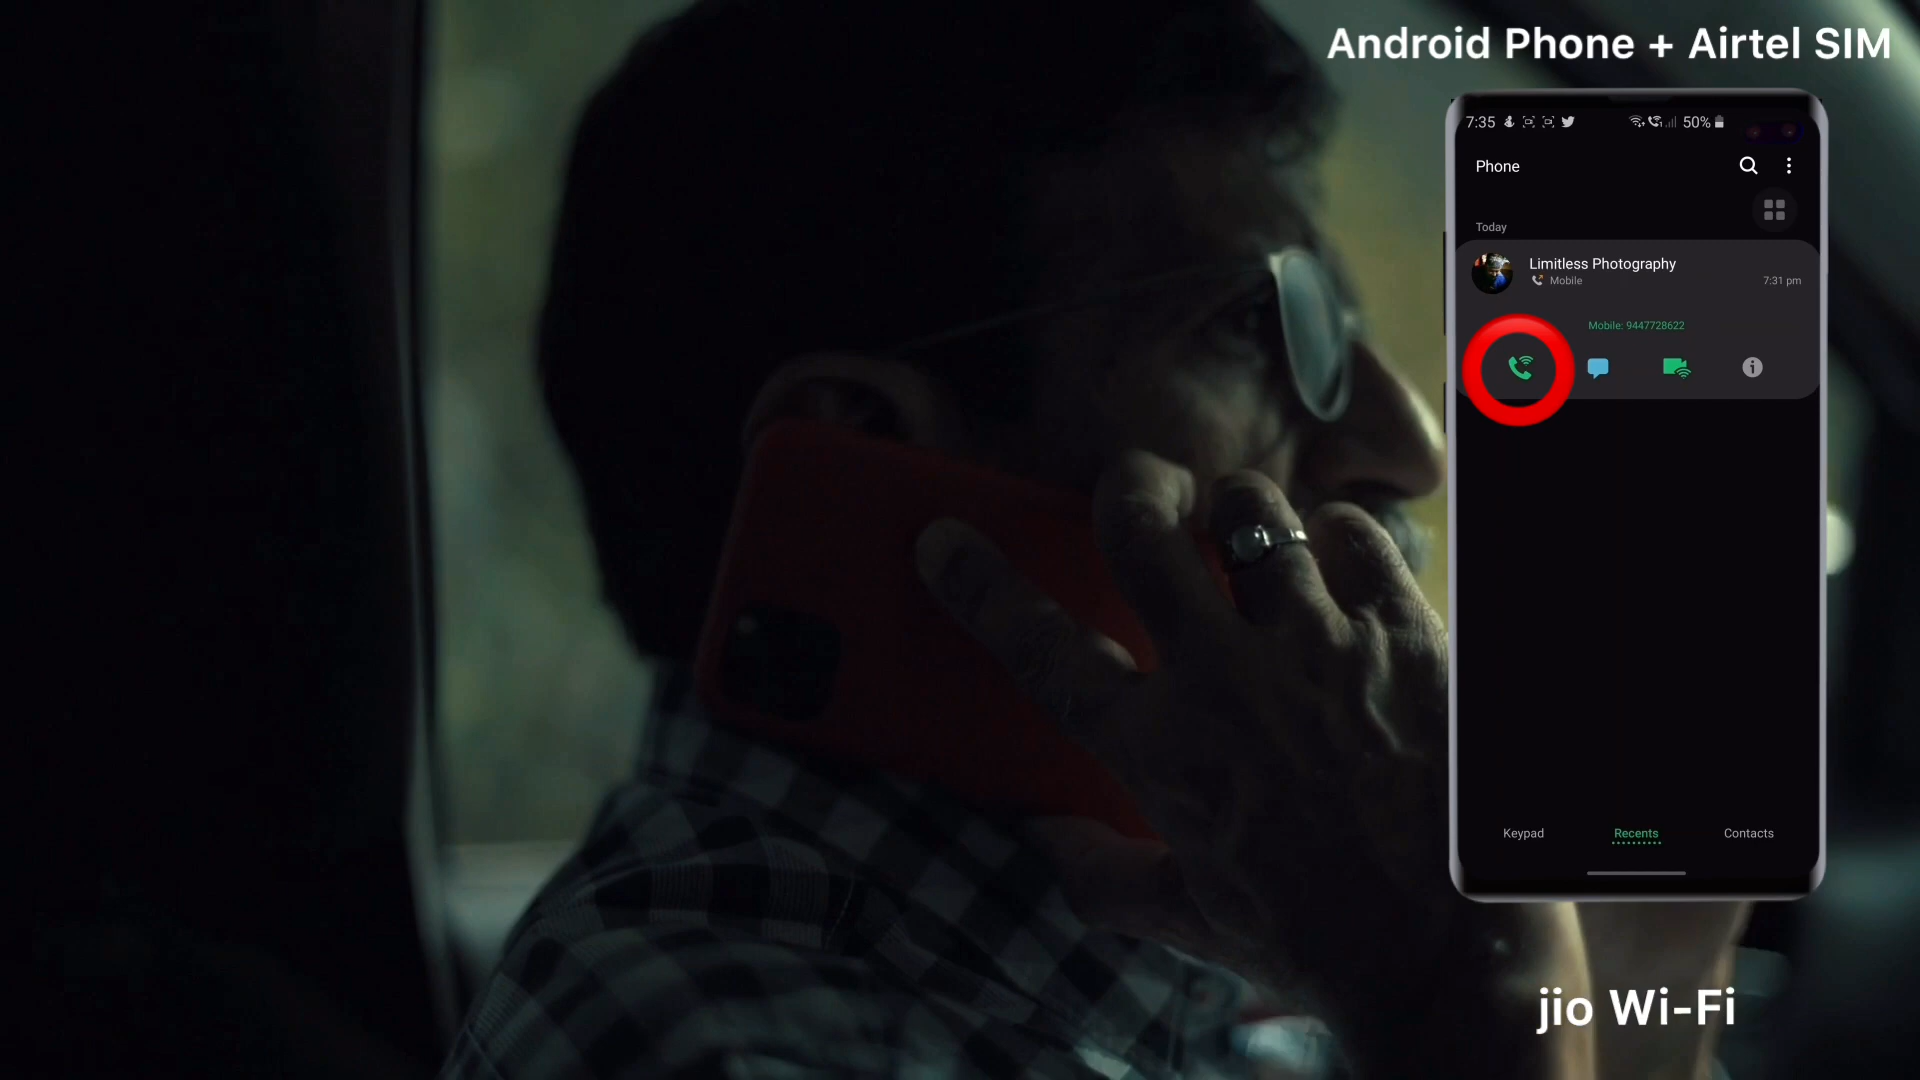 Android Phone + Airtel SIM
7:35
50%
Phone
Today
Limitless Photography
Mobile
7:31 pm
Mobile: 9447728622
Keypad
Recents
Contacts
jio Wi-Fi